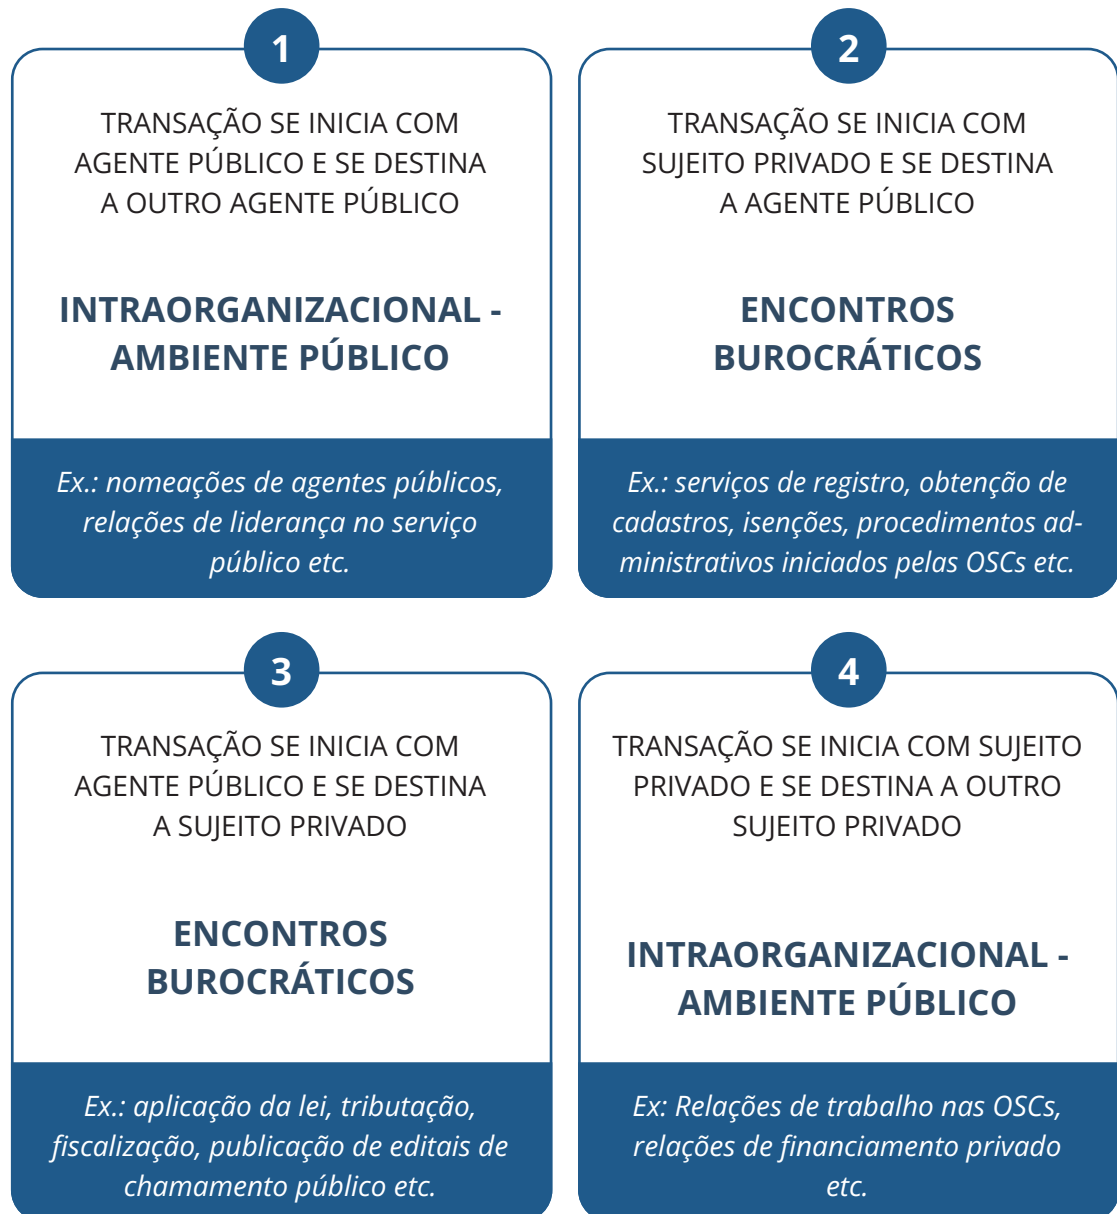 1
TRANSAÇÃO SE INICIA COM
AGENTE PÚBLICO E SE DESTINA
A OUTRO AGENTE PÚBLICO
INTRAORGANIZACIONAL -
AMBIENTE PÚBLICO
Ex.: nomeações de agentes públicos,
relações de liderança no serviço
público etc.
2
TRANSAÇÃO SE INICIA COM
SUJEITO PRIVADO E SE DESTINA
A AGENTE PÚBLICO
ENCONTROS
BUROCRÁTICOS
Ex.: serviços de registro, obtenção de
cadastros, isenções, procedimentos ad-
ministrativos iniciados pelas OSCs etc.
3
TRANSAÇÃO SE INICIA COM
AGENTE PÚBLICO E SE DESTINA
A SUJEITO PRIVADO
ENCONTROS
BUROCRÁTICOS
Ex.: aplicação da lei, tributação,
fiscalização, publicação de editais de
chamamento público etc.
4
TRANSAÇÃO SE INICIA COM SUJEITO
PRIVADO E SE DESTINA A OUTRO
SUJEITO PRIVADO
INTRAORGANIZACIONAL -
AMBIENTE PÚBLICO
Ex: Relações de trabalho nas OSCs,
relações de financiamento privado
etc.